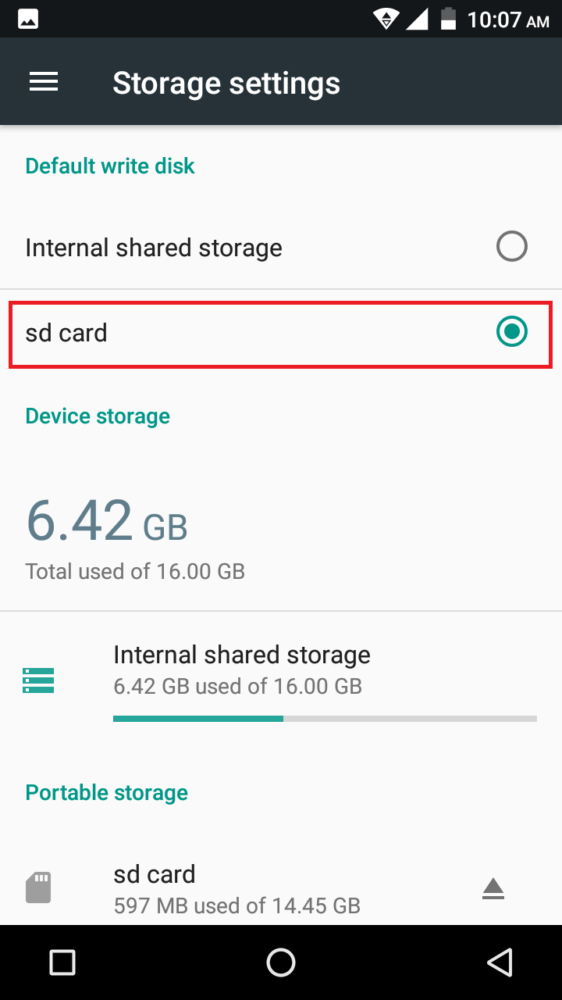 10:07 AM
Storage settings
Default write disk
Internal shared storage
sd card
Device storage
6.42 GB
Total used of 16.00 GB
Internal shared storage
6.42 GB used of 16.00 GB
Portable storage
sd card
597 MB used of 14.45 GB